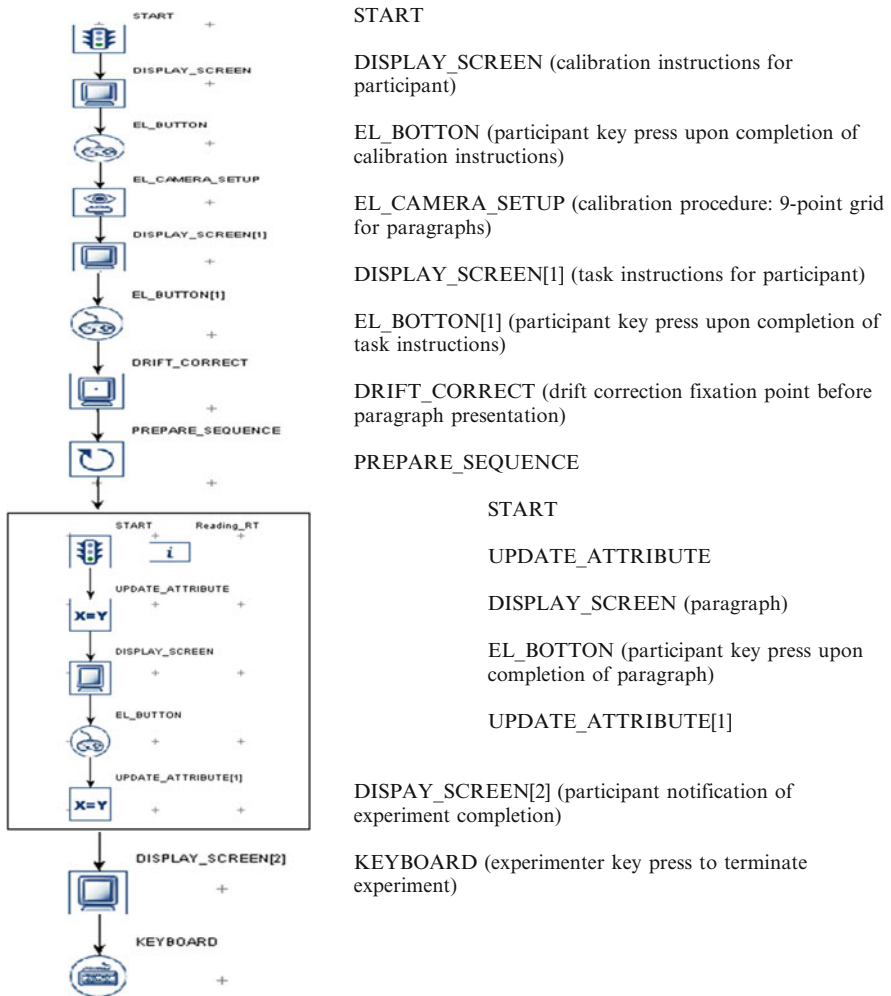 START
DISPLAY_SCREEN
EL_BUTTON
EL_CAMERA_SETUP
DISPLAY_SCREEN[1]
EL_BUTTON[1]
DRIFT_CORRECT
PREPARE_SEQUENCE
START Reading_RT
i
UPDATE_ATTRIBUTE
X=Y
DISPLAY_SCREEN
EL_BUTTON
UPDATE_ATTRIBUTE[1]
X=Y
DISPLAY_SCREEN[2]
KEYBOARD
START
DISPLAY_SCREEN (calibration instructions for
participant)
EL_BOTTON (participant key press upon completion of
calibration instructions)
EL_CAMERA_SETUP (calibration procedure: 9-point grid
for paragraphs)
DISPLAY_SCREEN[1] (task instructions for participant)
EL_BOTTON[1] (participant key press upon completion of
task instructions)
DRIFT_CORRECT (drift correction fixation point before
paragraph presentation)
PREPARE_SEQUENCE
START
UPDATE_ATTRIBUTE
DISPLAY_SCREEN (paragraph)
EL_BOTTON (participant key press upon
completion of paragraph)
UPDATE_ATTRIBUTE[1]
DISPAY_SCREEN[2] (participant notification of
experiment completion)
KEYBOARD (experimenter key press to terminate
experiment)